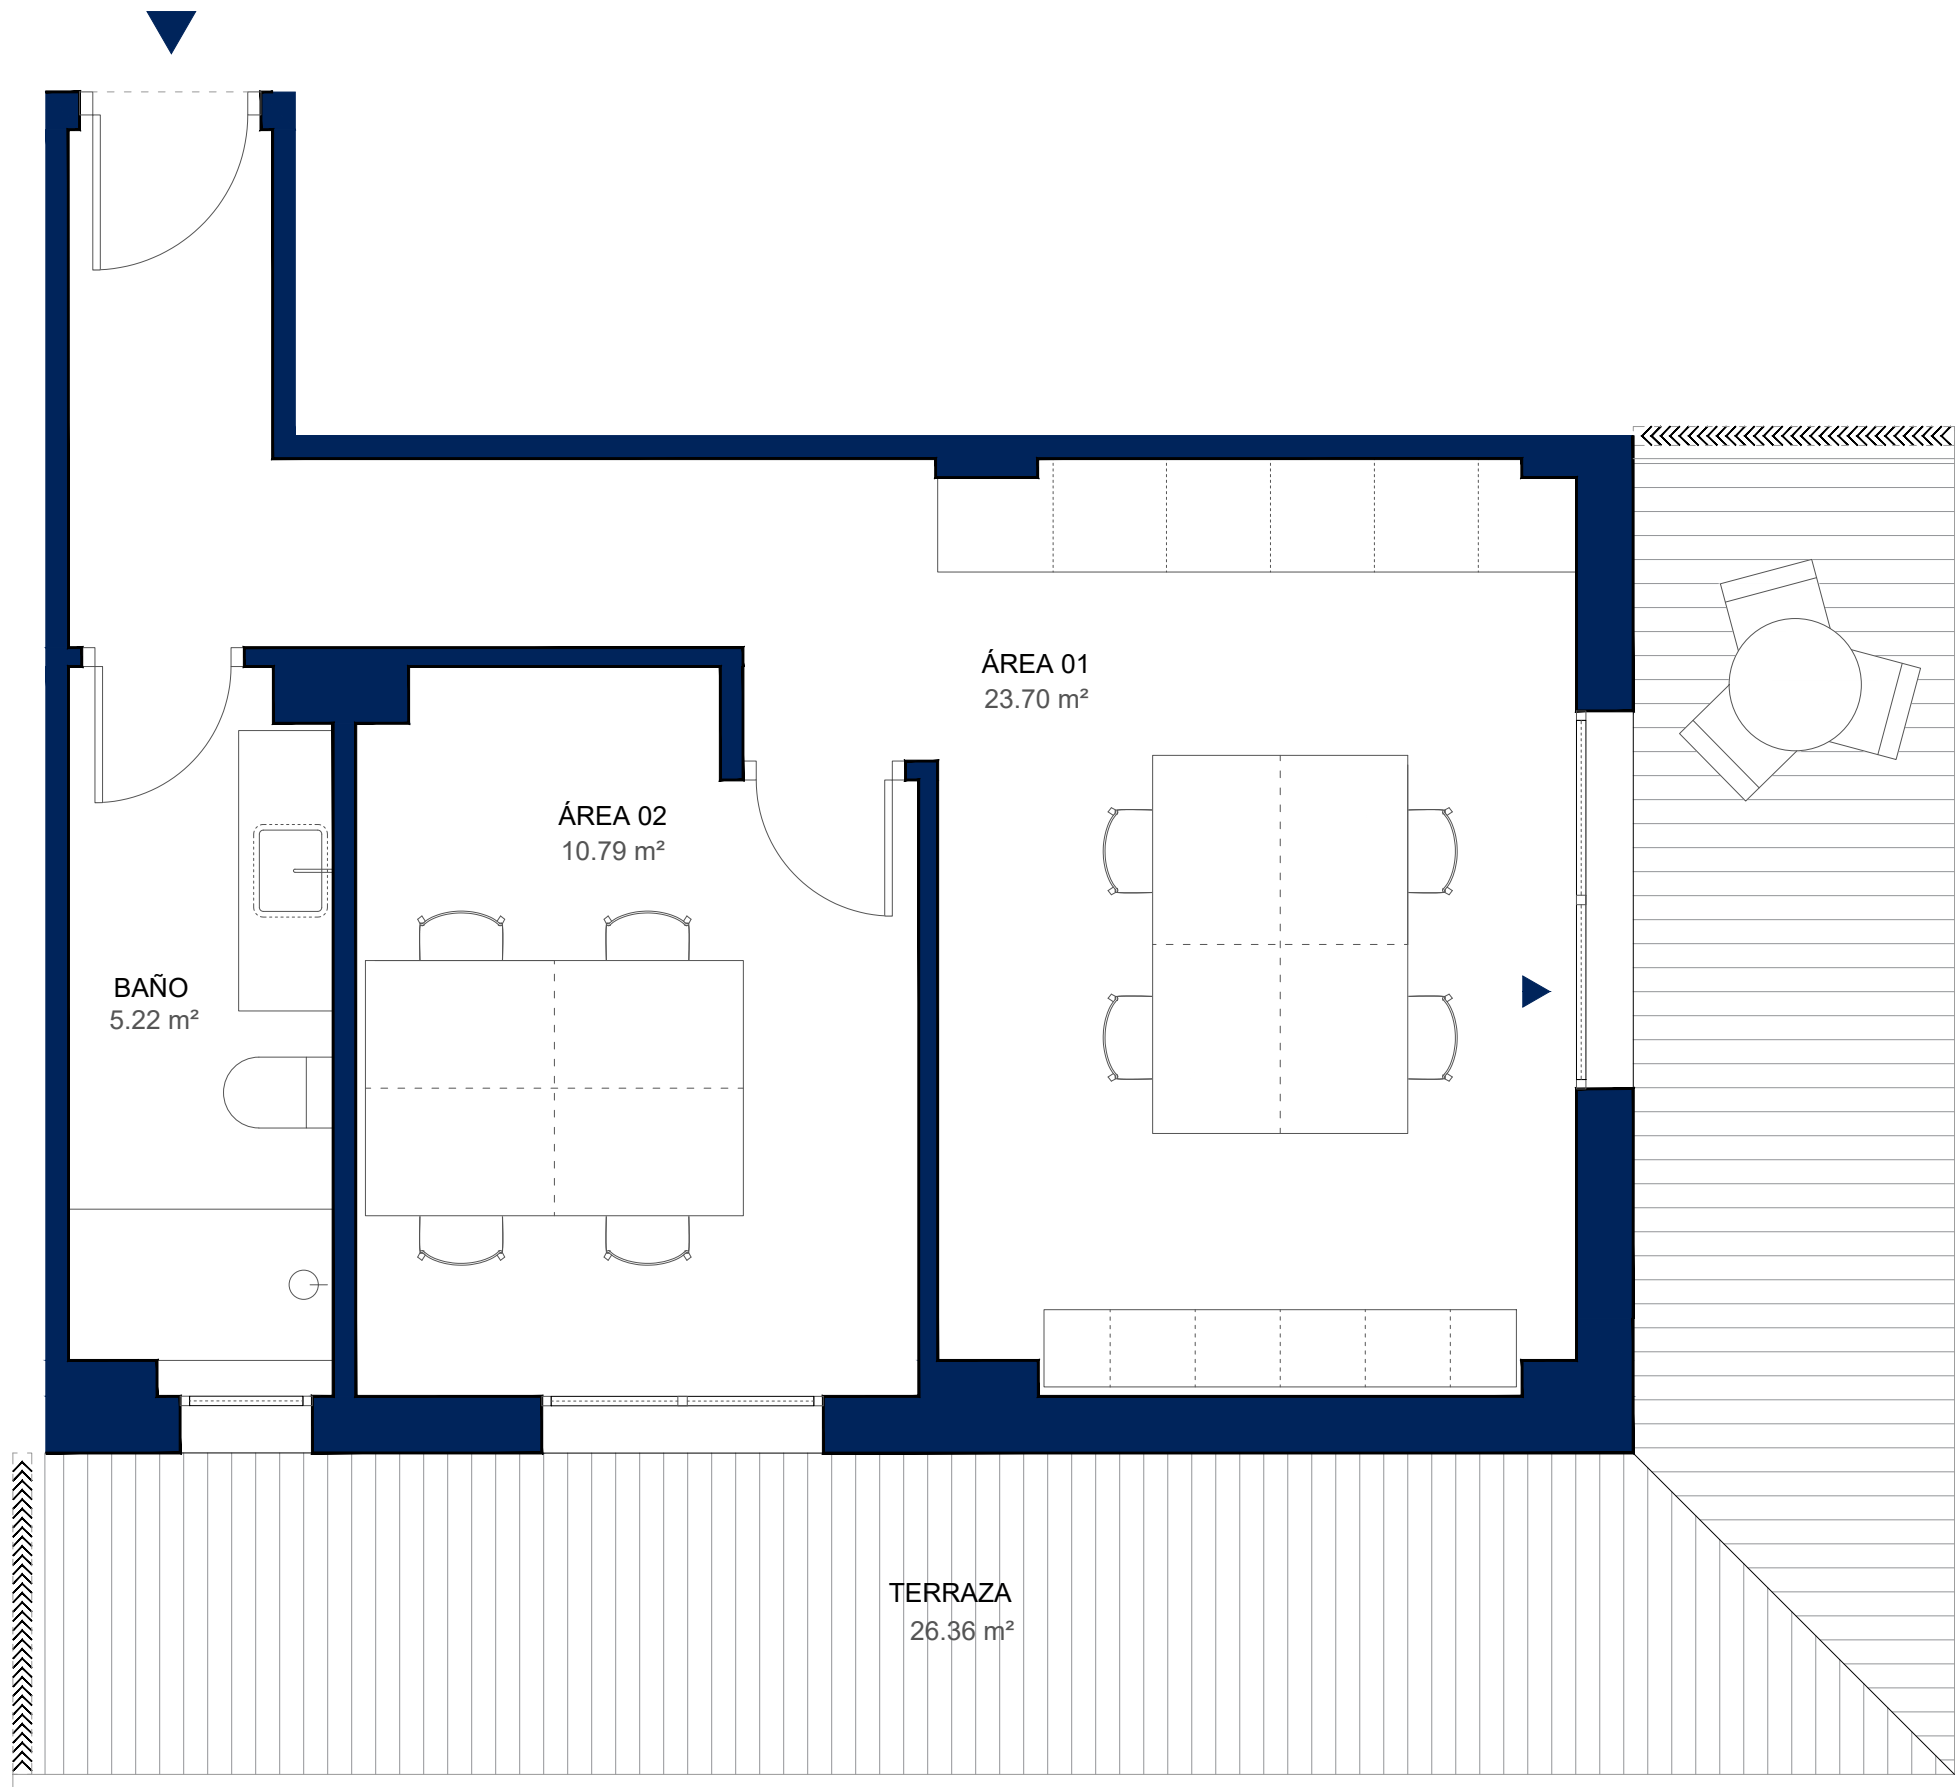 ÁREA 01
23.70 m²
ÁREA 02
10.79 m²
BAÑO
5.22 m²
TERRAZA
26.36 m²